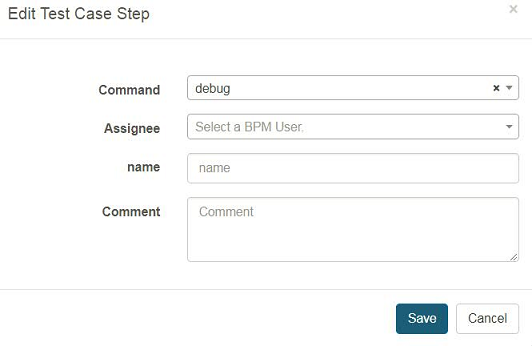 Edit Test Case Step
×
Command
debug
×
Assignee
Select a BPM User.
name
name
Comment
Comment
Save
Cancel